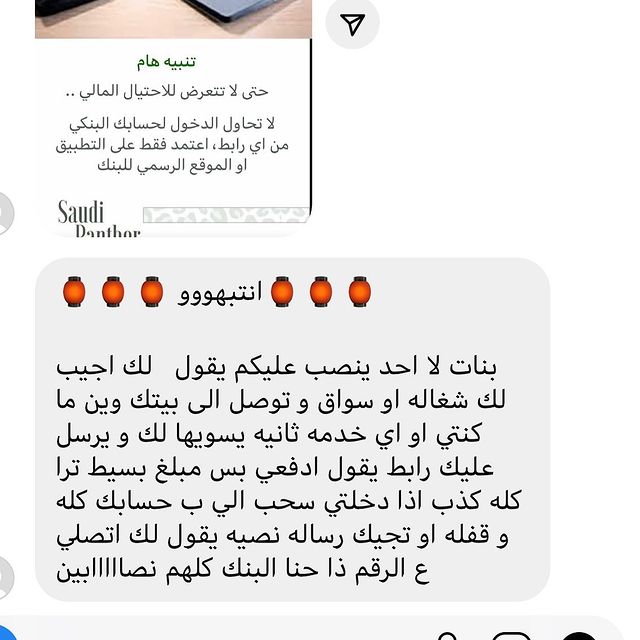 تنبيه هام
حتى لا تتعرض للاحتيال المالي ..
لا تحاول الدخول لحسابك البنكي
من اي رابط، اعتمد فقط على التطبيق
او الموقع الرسمي للبنك
Saudi
Panther
🏮🏮🏮 انتبهووو 🏮🏮🏮
بنات لا احد ينصب عليكم يقول لك اجيب
لك شغاله او سواق و توصل الى بيتك وين ما
كنتي او اي خدمه ثانيه يسويها لك و يرسل
عليك رابط يقول ادفعي بس مبلغ بسيط ترا
كله كذب اذا دخلتي سحب الي ب حسابك كله
و قفله او تجيك رساله نصيه يقول لك اتصلي
ع الرقم ذا حنا البنك كلهم نصاااابين